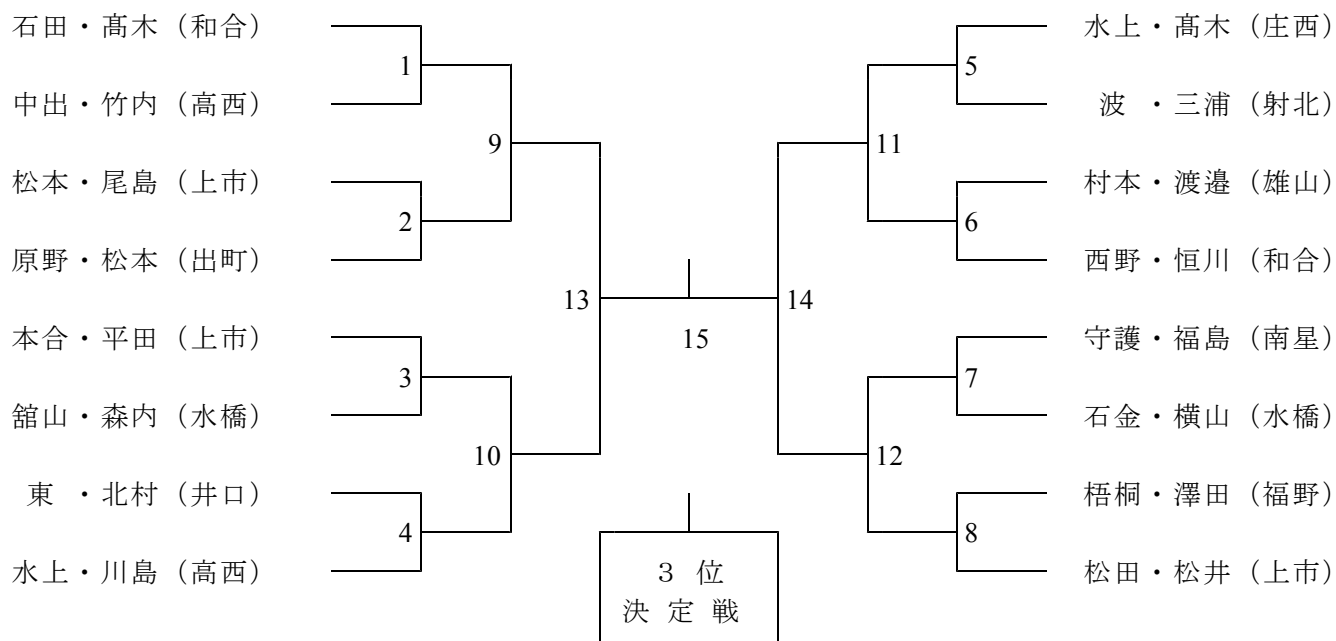 石田・髙木（和合）
1
中出・竹内（高西）
9
松本・尾島（上市）
2
原野・松本（出町）
13
本合・平田（上市）
3
舘山・森内（水橋）
10
東　・北村（井口）
4
水上・川島（高西）
15
3 位
決 定 戦
水上・髙木（庄西）
5
波　・三浦（射北）
11
村本・渡邉（雄山）
6
西野・恒川（和合）
14
守護・福島（南星）
7
石金・横山（水橋）
12
梧桐・澤田（福野）
8
松田・松井（上市）